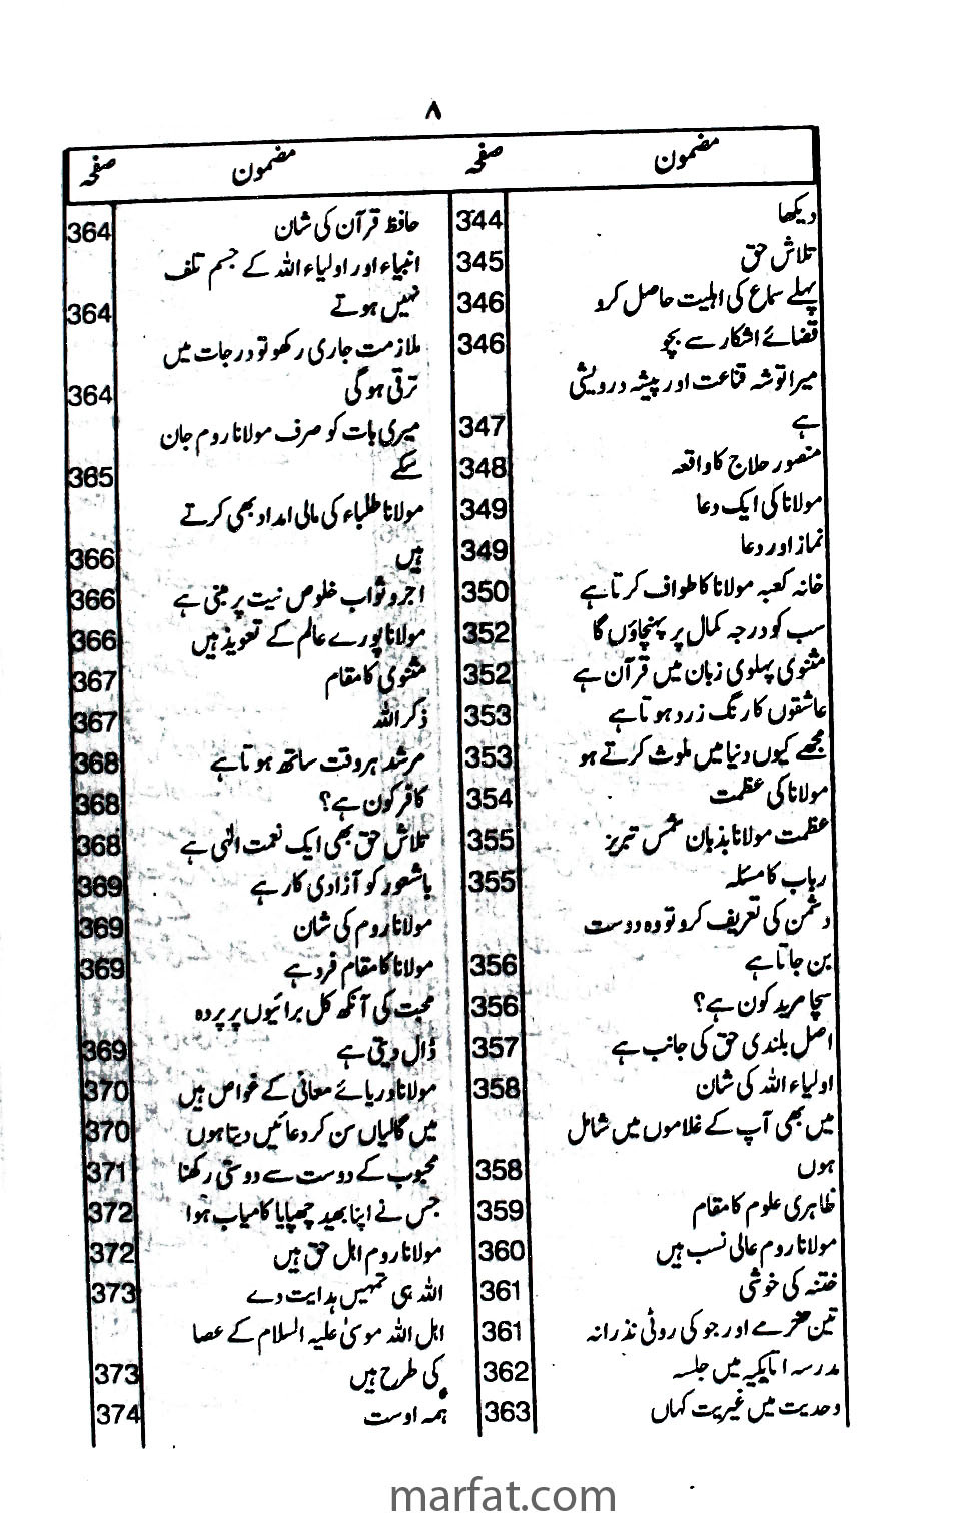 ۸
مضمون صفحہ
دیکھا 344
تلاش حق 345
پہلے سماع کی اہلیت حاصل کرو 346
قضائے اشکار سے بچو 346
میرا توشہ قناعت اور پیشہ درویشی
ہے 347
منصور حلاج کا واقعہ 348
مولانا کی ایک دعا 349
نماز اور دعا 349
خانہ کعبہ مولانا کا طواف کرتا ہے 350
سب کو درجہ کمال پر پہنچاؤں گا 352
مثنوی پہلوی زبان میں قرآن ہے 352
عاشقوں کا رنگ زرد ہوتا ہے 353
مجھے کیوں دنیا میں ملوث کرتے ہو 353
مولانا کی عظمت 354
عظمت مولانا بذبان شمس تبریز 355
رباب کا مسئلہ 355
دشمن کی تعریف کرو تو وہ دوست
بن جاتا ہے 356
سچا مرید کون ہے؟ 356
اصل بلندی حق کی جانب ہے 357
اولیاء اللہ کی شان 358
میں بھی آپ کے غلاموں میں شامل
ہوں 358
ظاہری علوم کا مقام 359
مولانا روم عالی نسب ہیں 360
ختنہ کی خوشی 361
تین خرمے اور جو کی روٹی نذرانہ 361
مدرسہ اتابکیہ میں جلسہ 362
وحدیت میں غیریت کہاں 363
مضمون صفحہ
حافظ قرآن کی شان 364
انبیاء اور اولیاء اللہ کے جسم تلف
نہیں ہوتے 364
ملازمت جاری رکھو تو درجات میں
ترقی ہوگی 364
میری بات کو صرف مولانا روم جان
سکے 365
مولانا طلباء کی مالی امداد بھی کرتے
ہیں 366
اجر و ثواب خلوص نیت پر مبنی ہے 366
مولانا پورے عالم کے تعویذ ہیں 366
مثنوی کا مقام 367
ذکر اللہ 367
مرشد ہر وقت ساتھ ہوتا ہے 368
کافر کون ہے؟ 368
تلاش حق بھی ایک نعمت الٰہی ہے 368
باشعور کو آزادی کار ہے 369
مولانا روم کی شان 369
مولانا کا مقام فرد ہے 369
محبت کی آنکھ کل برائیوں پر پردہ
ڈال دیتی ہے 369
مولانا دریائے معانی کے غواص ہیں 370
میں گالیاں سن کر دعائیں دیتا ہوں 370
محبوب کے دوست سے دوستی رکھنا 371
جس نے اپنا بھید چھپایا کامیاب ہوا 372
مولانا روم اہل حق ہیں 372
اللہ ہی تمہیں ہدایت دے 373
اہل اللہ موسیٰ علیہ السلام کے عصا
کی طرح ہیں 373
ہمہ اوست 374
marfat.com